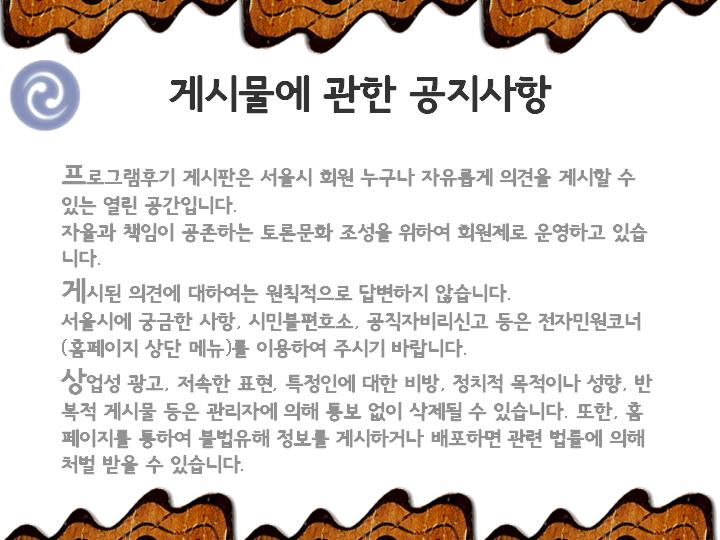 게시물에 관한 공지사항
프로그램후기 게시판은 서울시 회원 누구나 자유롭게 의견을 게시할 수
있는 열린 공간입니다.
자율과 책임이 공존하는 토론문화 조성을 위하여 회원제로 운영하고 있습
니다.
게시된 의견에 대하여는 원칙적으로 답변하지 않습니다.
서울시에 궁금한 사항, 시민불편호소, 공직자비리신고 등은 전자민원코너
(홈페이지 상단 메뉴)를 이용하여 주시기 바랍니다.
상업성 광고, 저속한 표현, 특정인에 대한 비방, 정치적 목적이나 성향, 반
복적 게시물 등은 관리자에 의해 통보 없이 삭제될 수 있습니다. 또한, 홈
페이지를 통하여 불법유해 정보를 게시하거나 배포하면 관련 법률에 의해
처벌 받을 수 있습니다.